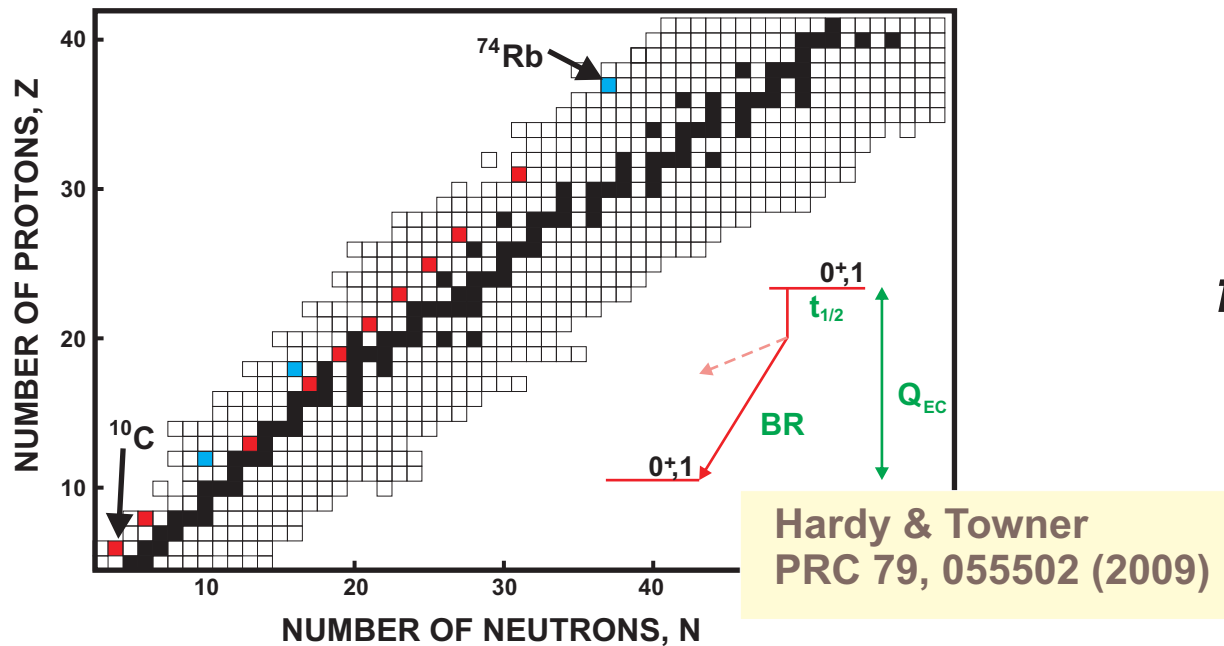 NUMBER OF PROTONS, Z
40
30
20
10
⁷⁴Rb
¹⁰C
0⁺,1
t₁/₂
Q_EC
BR
0⁺,1
10
20
30
40
NUMBER OF NEUTRONS, N
Hardy & Towner
PRC 79, 055502 (2009)